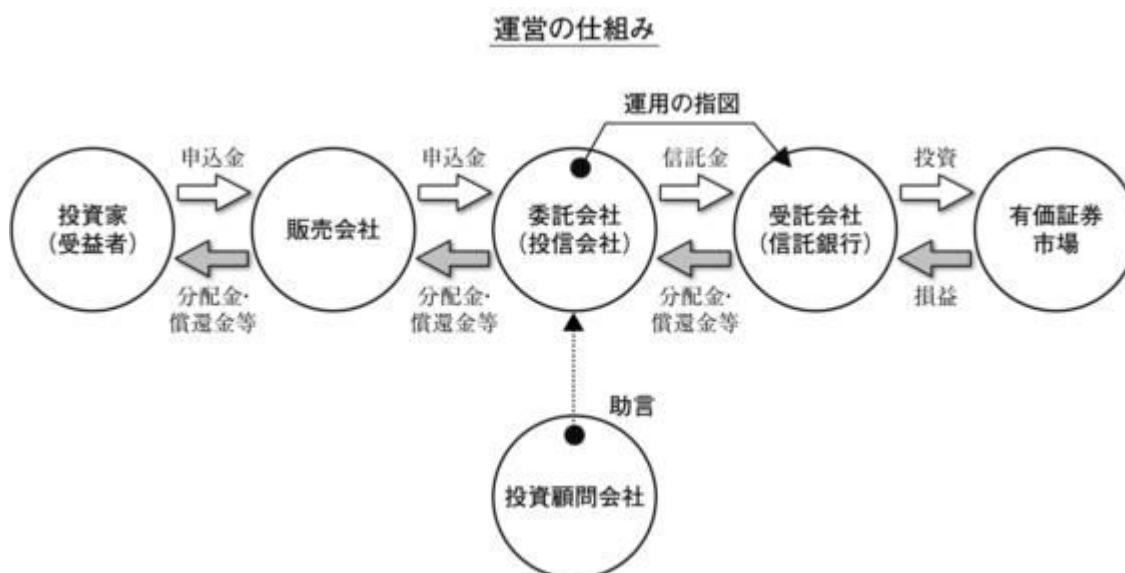 運営の仕組み
運用の指図
申込金
申込金
信託金
投資
投資家
(受益者)
販売会社
委託会社
(投信会社)
受託会社
(信託銀行)
有価証券
市場
分配金・
償還金等
分配金・
償還金等
分配金・
償還金等
損益
助言
投資顧問会社